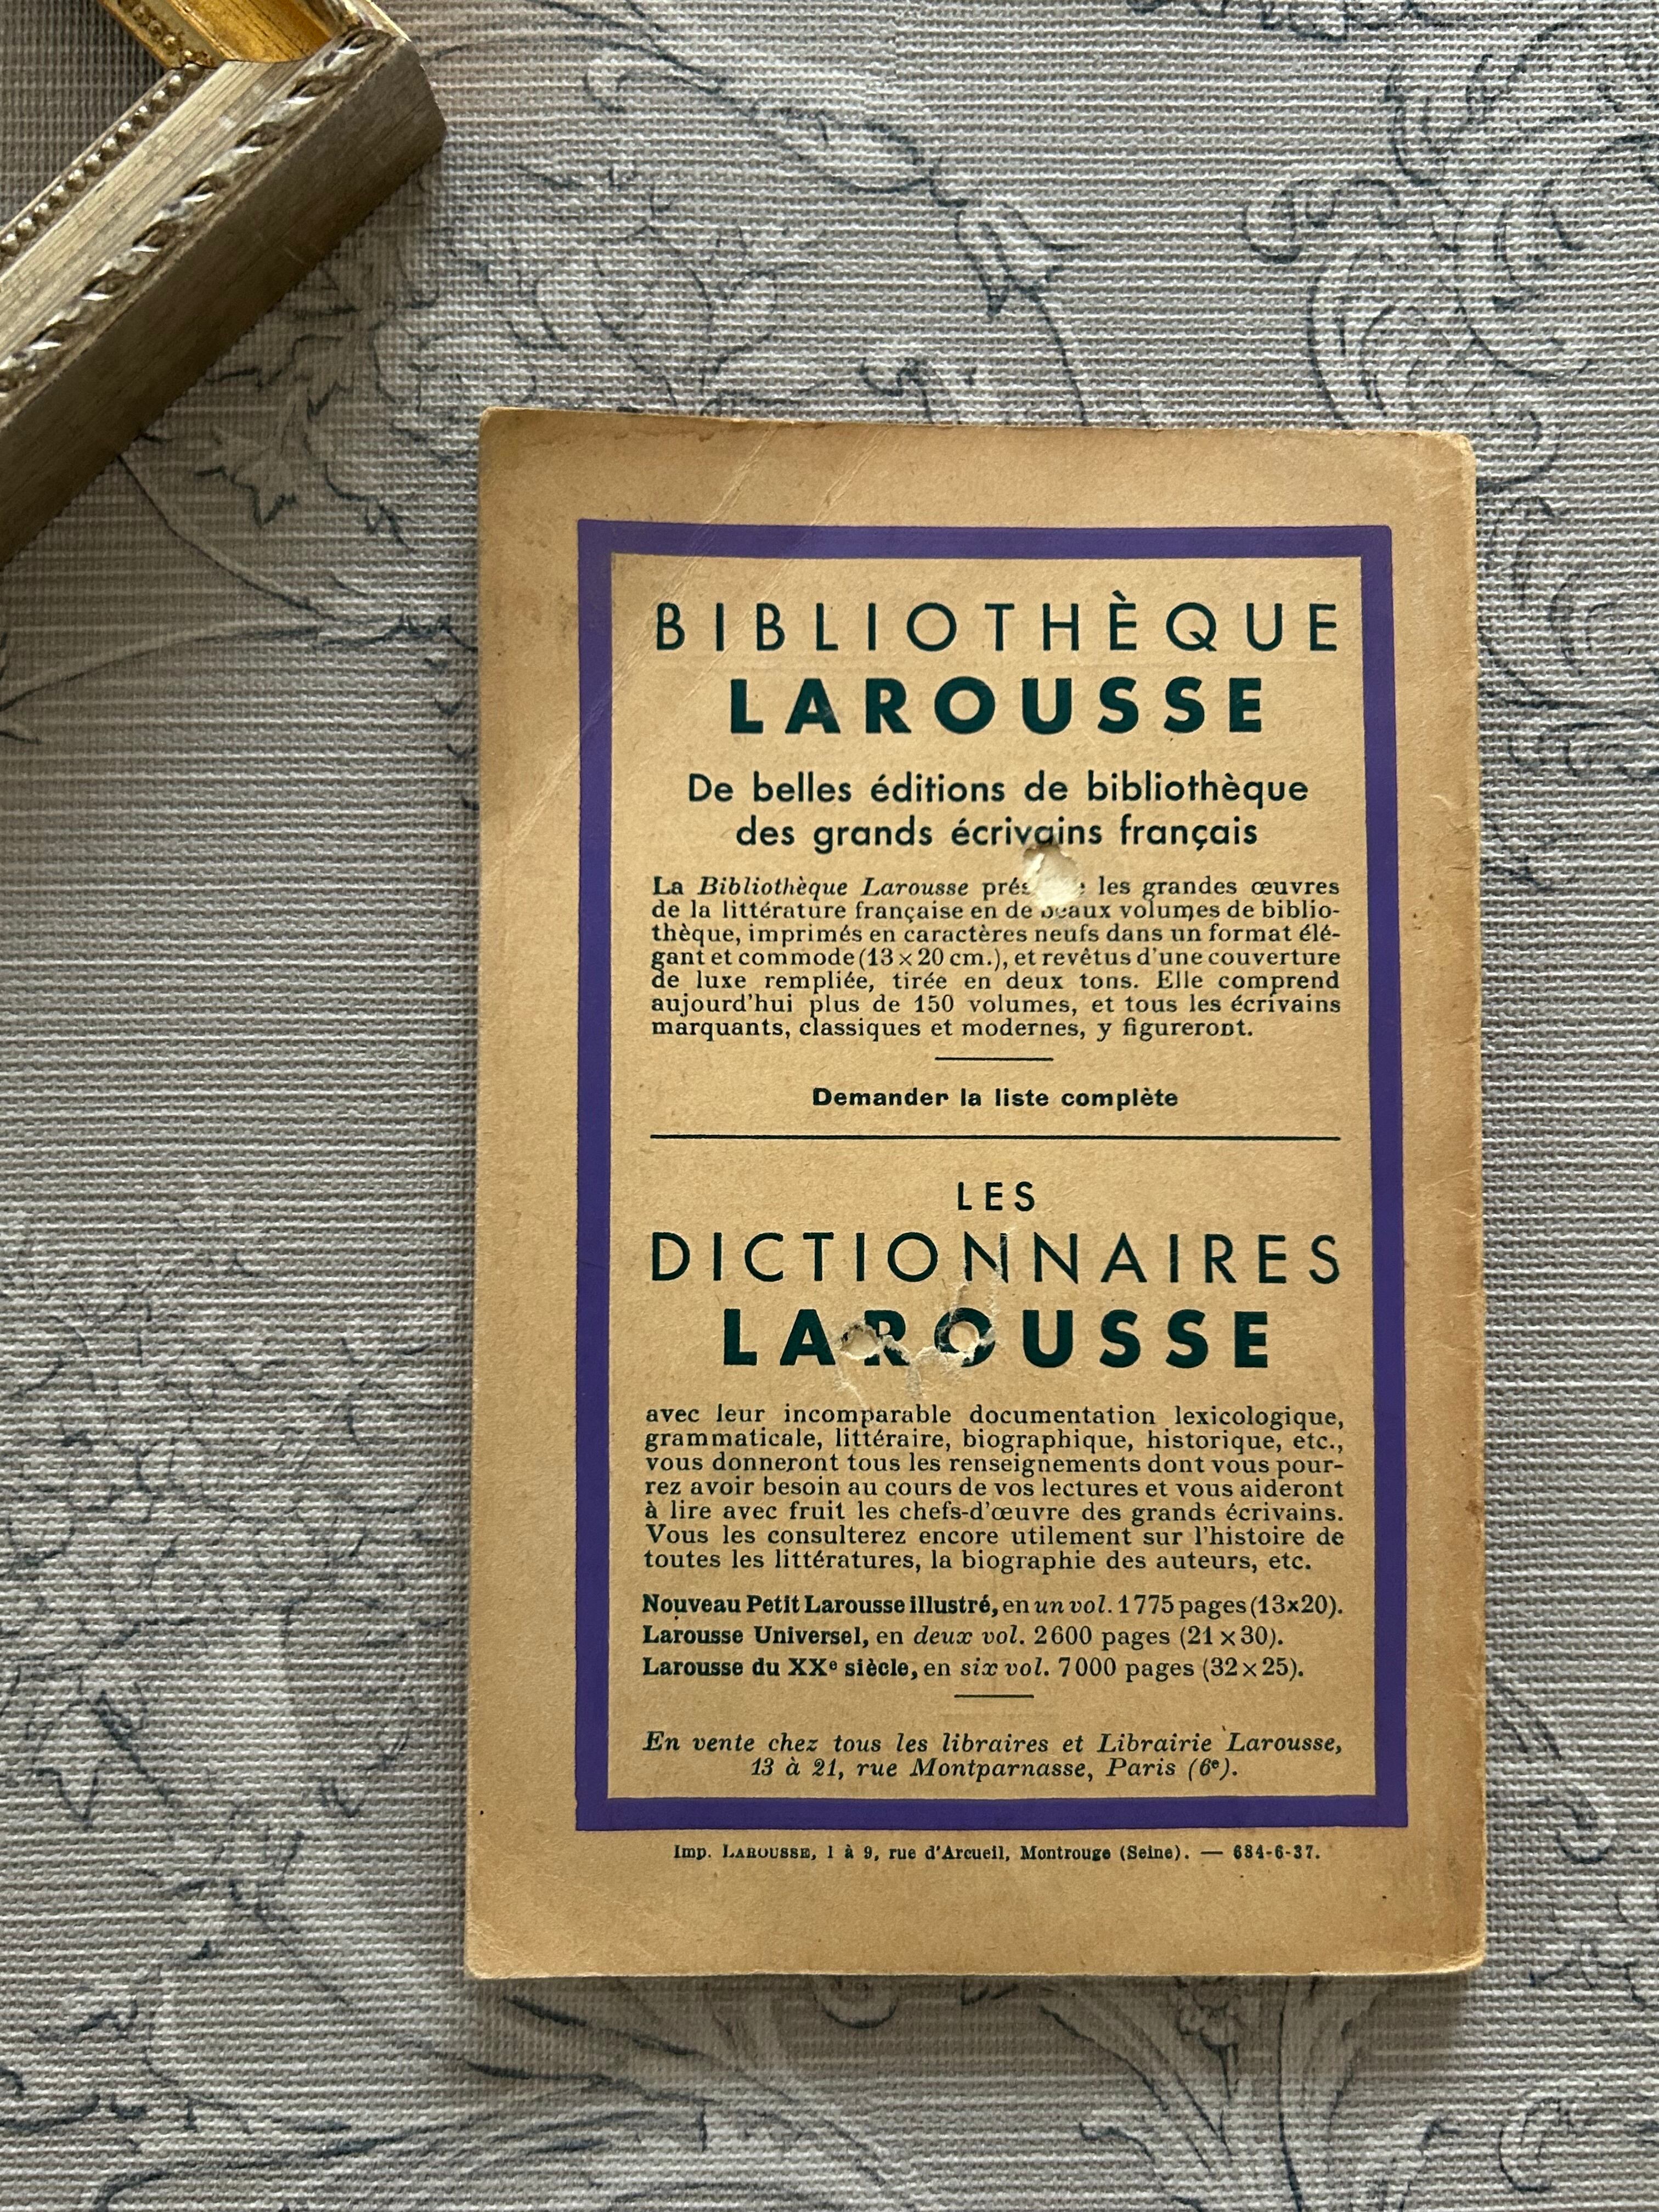 BIBLIOTHÈQUE
LAROUSSE
De belles éditions de bibliothèque
des grands écrivains français
La Bibliothèque Larousse les grandes œuvres
de la littérature française en de beaux volumes de biblio-
thèque, imprimés en caractères neufs dans un format élé-
gant et commode (13 × 20 cm.), et revêtus d'une couverture
de luxe rempliée, tirée en deux tons. Elle comprend
aujourd'hui plus de 150 volumes, et tous les écrivains
marquants, classiques et modernes, y figureront.
Demander la liste complète
LES
DICTIONNAIRES
LAROUSSE
avec leur incomparable documentation lexicologique,
grammaticale, littéraire, biographique, historique, etc.,
vous donneront tous les renseignements dont vous pour-
rez avoir besoin au cours de vos lectures et vous aideront
à lire avec fruit les chefs-d'œuvre des grands écrivains.
Vous les consulterez encore utilement sur l'histoire de
toutes les littératures, la biographie des auteurs, etc.
Nouveau Petit Larousse illustré, en un vol. 1775 pages (13×20).
Larousse Universel, en deux vol. 2600 pages (21 × 30).
Larousse du XXe siècle, en six vol. 7000 pages (32×25).
En vente chez tous les libraires et Librairie Larousse,
13 à 21, rue Montparnasse, Paris (6e).
Imp. LAROUSSE, 1 à 9, rue d'Arcueil, Montrouge (Seine). — 684-6-37.